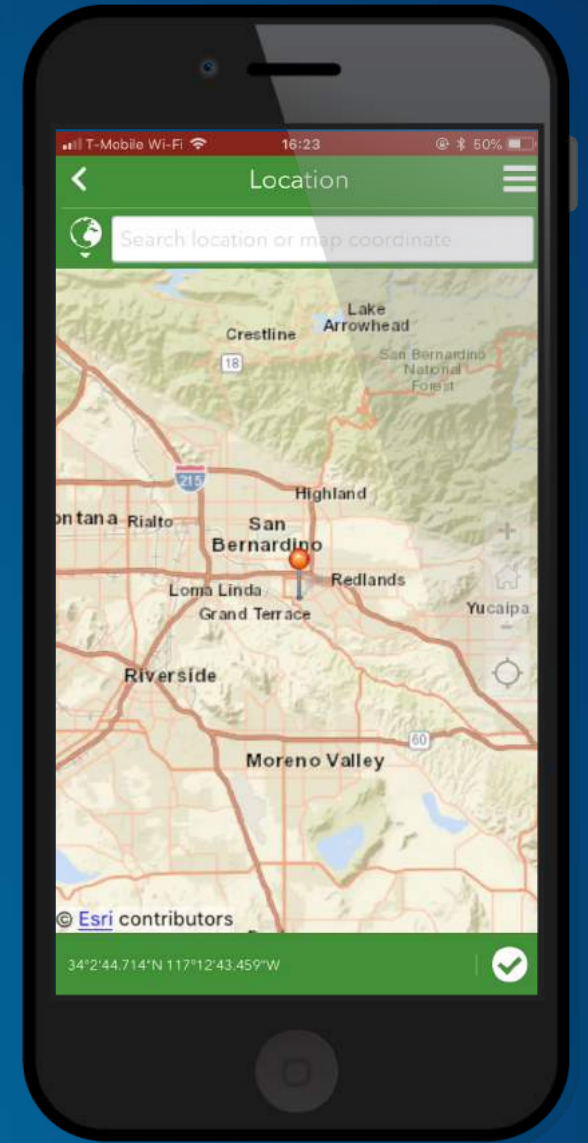 T-Mobile Wi-Fi 16:23 50%
Location
Search location or map coordinate
Lake
Arrowhead
Crestline
18
San Bernardino
National
Forest
215
Highland
ontana Rialto
San
Bernardino
Loma Linda
Redlands
Grand Terrace
Yucaipa
Riverside
60
Moreno Valley
© Esri contributors
34°2'44.714"N 117°12'43.459"W